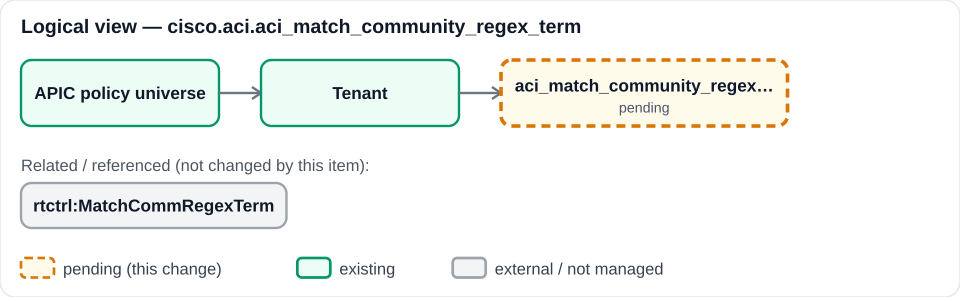 Logical view — cisco.aci.aci_match_community_regex_term
APIC policy universe
Tenant
aci_match_community_regex…
pending
Related / referenced (not changed by this item):
rtctrl:MatchCommRegexTerm
pending (this change)
existing
external / not managed